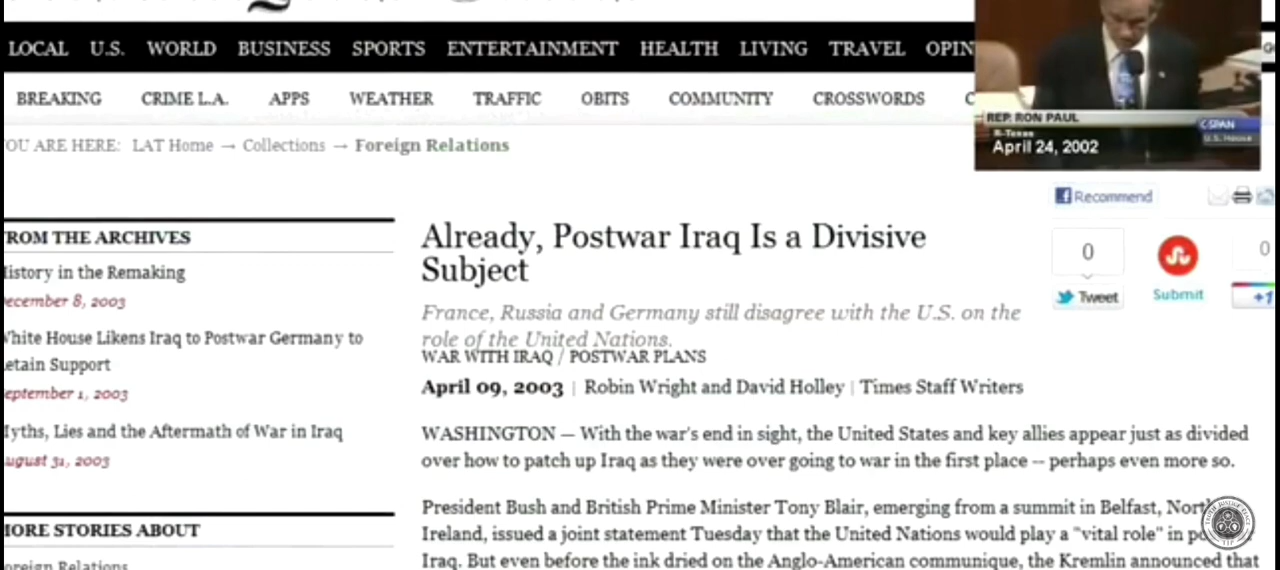 LOCAL U.S. WORLD BUSINESS SPORTS ENTERTAINMENT HEALTH LIVING TRAVEL OPIN
BREAKING CRIME L.A. APPS WEATHER TRAFFIC OBITS COMMUNITY CROSSWORDS C
REP. RON PAUL
R-Texas
C-SPAN
U.S. House
April 24, 2002
OU ARE HERE: LAT Home → Collections → Foreign Relations
Recommend
ROM THE ARCHIVES
istory in the Remaking
ecember 8, 2003
hite House Likens Iraq to Postwar Germany to
etain Support
eptember 1, 2003
yths, Lies and the Aftermath of War in Iraq
ugust 31, 2003
ORE STORIES ABOUT
oreign Relations
Already, Postwar Iraq Is a Divisive
Subject
0
Tweet
Submit
0
+1
France, Russia and Germany still disagree with the U.S. on the
role of the United Nations.
WAR WITH IRAQ / POSTWAR PLANS
April 09, 2003 | Robin Wright and David Holley | Times Staff Writers
WASHINGTON — With the war's end in sight, the United States and key allies appear just as divided
over how to patch up Iraq as they were over going to war in the first place -- perhaps even more so.
President Bush and British Prime Minister Tony Blair, emerging from a summit in Belfast, Nort
Ireland, issued a joint statement Tuesday that the United Nations would play a "vital role" in po
Iraq. But even before the ink dried on the Anglo-American communique, the Kremlin announced that